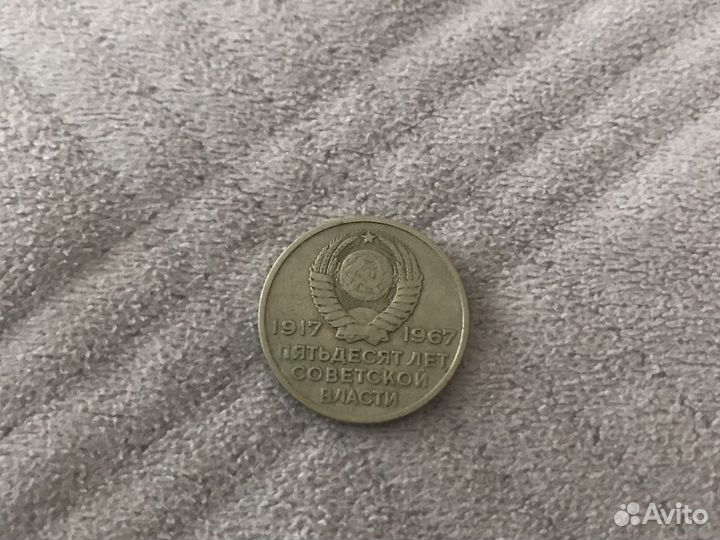 1917 1967
ПЯТЬДЕСЯТ ЛЕТ
СОВЕТСКОЙ
ВЛАСТИ
Avito